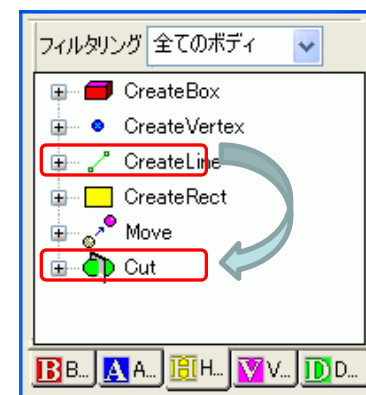 フィルタリング 全てのボディ
CreateBox
CreateVertex
CreateLine
CreateRect
Move
Cut
B B... A A... H H... V V... D D...